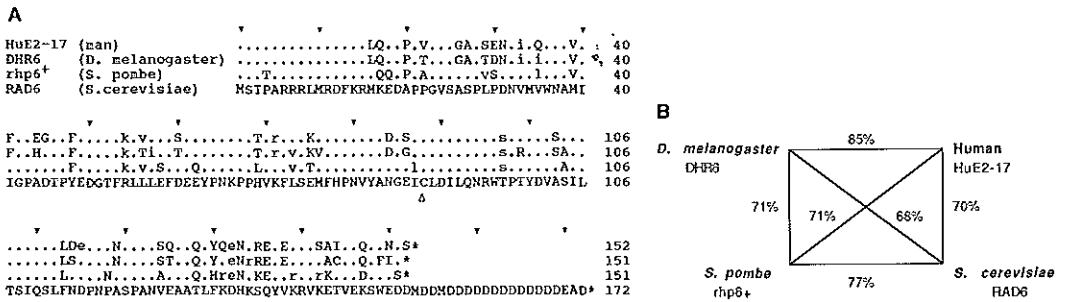 A
HuE2-17 (man) ................LQ..P.V...GA.SEN.i.Q...V. 40
DHR6 (D. melanogaster) ................LQ..P.T...GA.TDN.i.i...V. 40
rhp6+ (S. pombe) ...T............QQ.P.A......vS....l...V. 40
RAD6 (S.cerevisiae) MSTPARRRLMRDFKRMKEDAPPGVSASPLPDNVMVWNAMI 40
F..EG...F.....k.v...S.........T.r...K........D.S..........s.....S... 106
F..H....F.....k.Ti..T.........T.k..v.KV.......D.G..........s.R...SA.. 106
........F.....k.v.S...Q.......L...v.T...........l.........s......A.. 106
IGPADTPYEDGTFRLLLEFDEEYPNKPPHVKFLSEMFHPNVYANGEICLDILQNRWTPTYDVASIL 106
......LDe...N....SQ...Q.YQeN.RE.E...SAI..Q...N.S* 152
......LS....N....ST...Q.Y.eNrRE.E....AC...Q.FI.* 151
......L.....N....A....Q.HreN.KE..r..rK...D...S* 151
TSIQSLFNDPNPASPANVEAATLFKDHKSQYVKRVKETVEKSWEDDMDDMDDDDDDDDDDDEAD* 172
B
85%
D. melanogaster
DHR6
Human
HuE2-17
71%
71%
68%
70%
S. pombe
rhp6+
77%
S. cerevisiae
RAD6